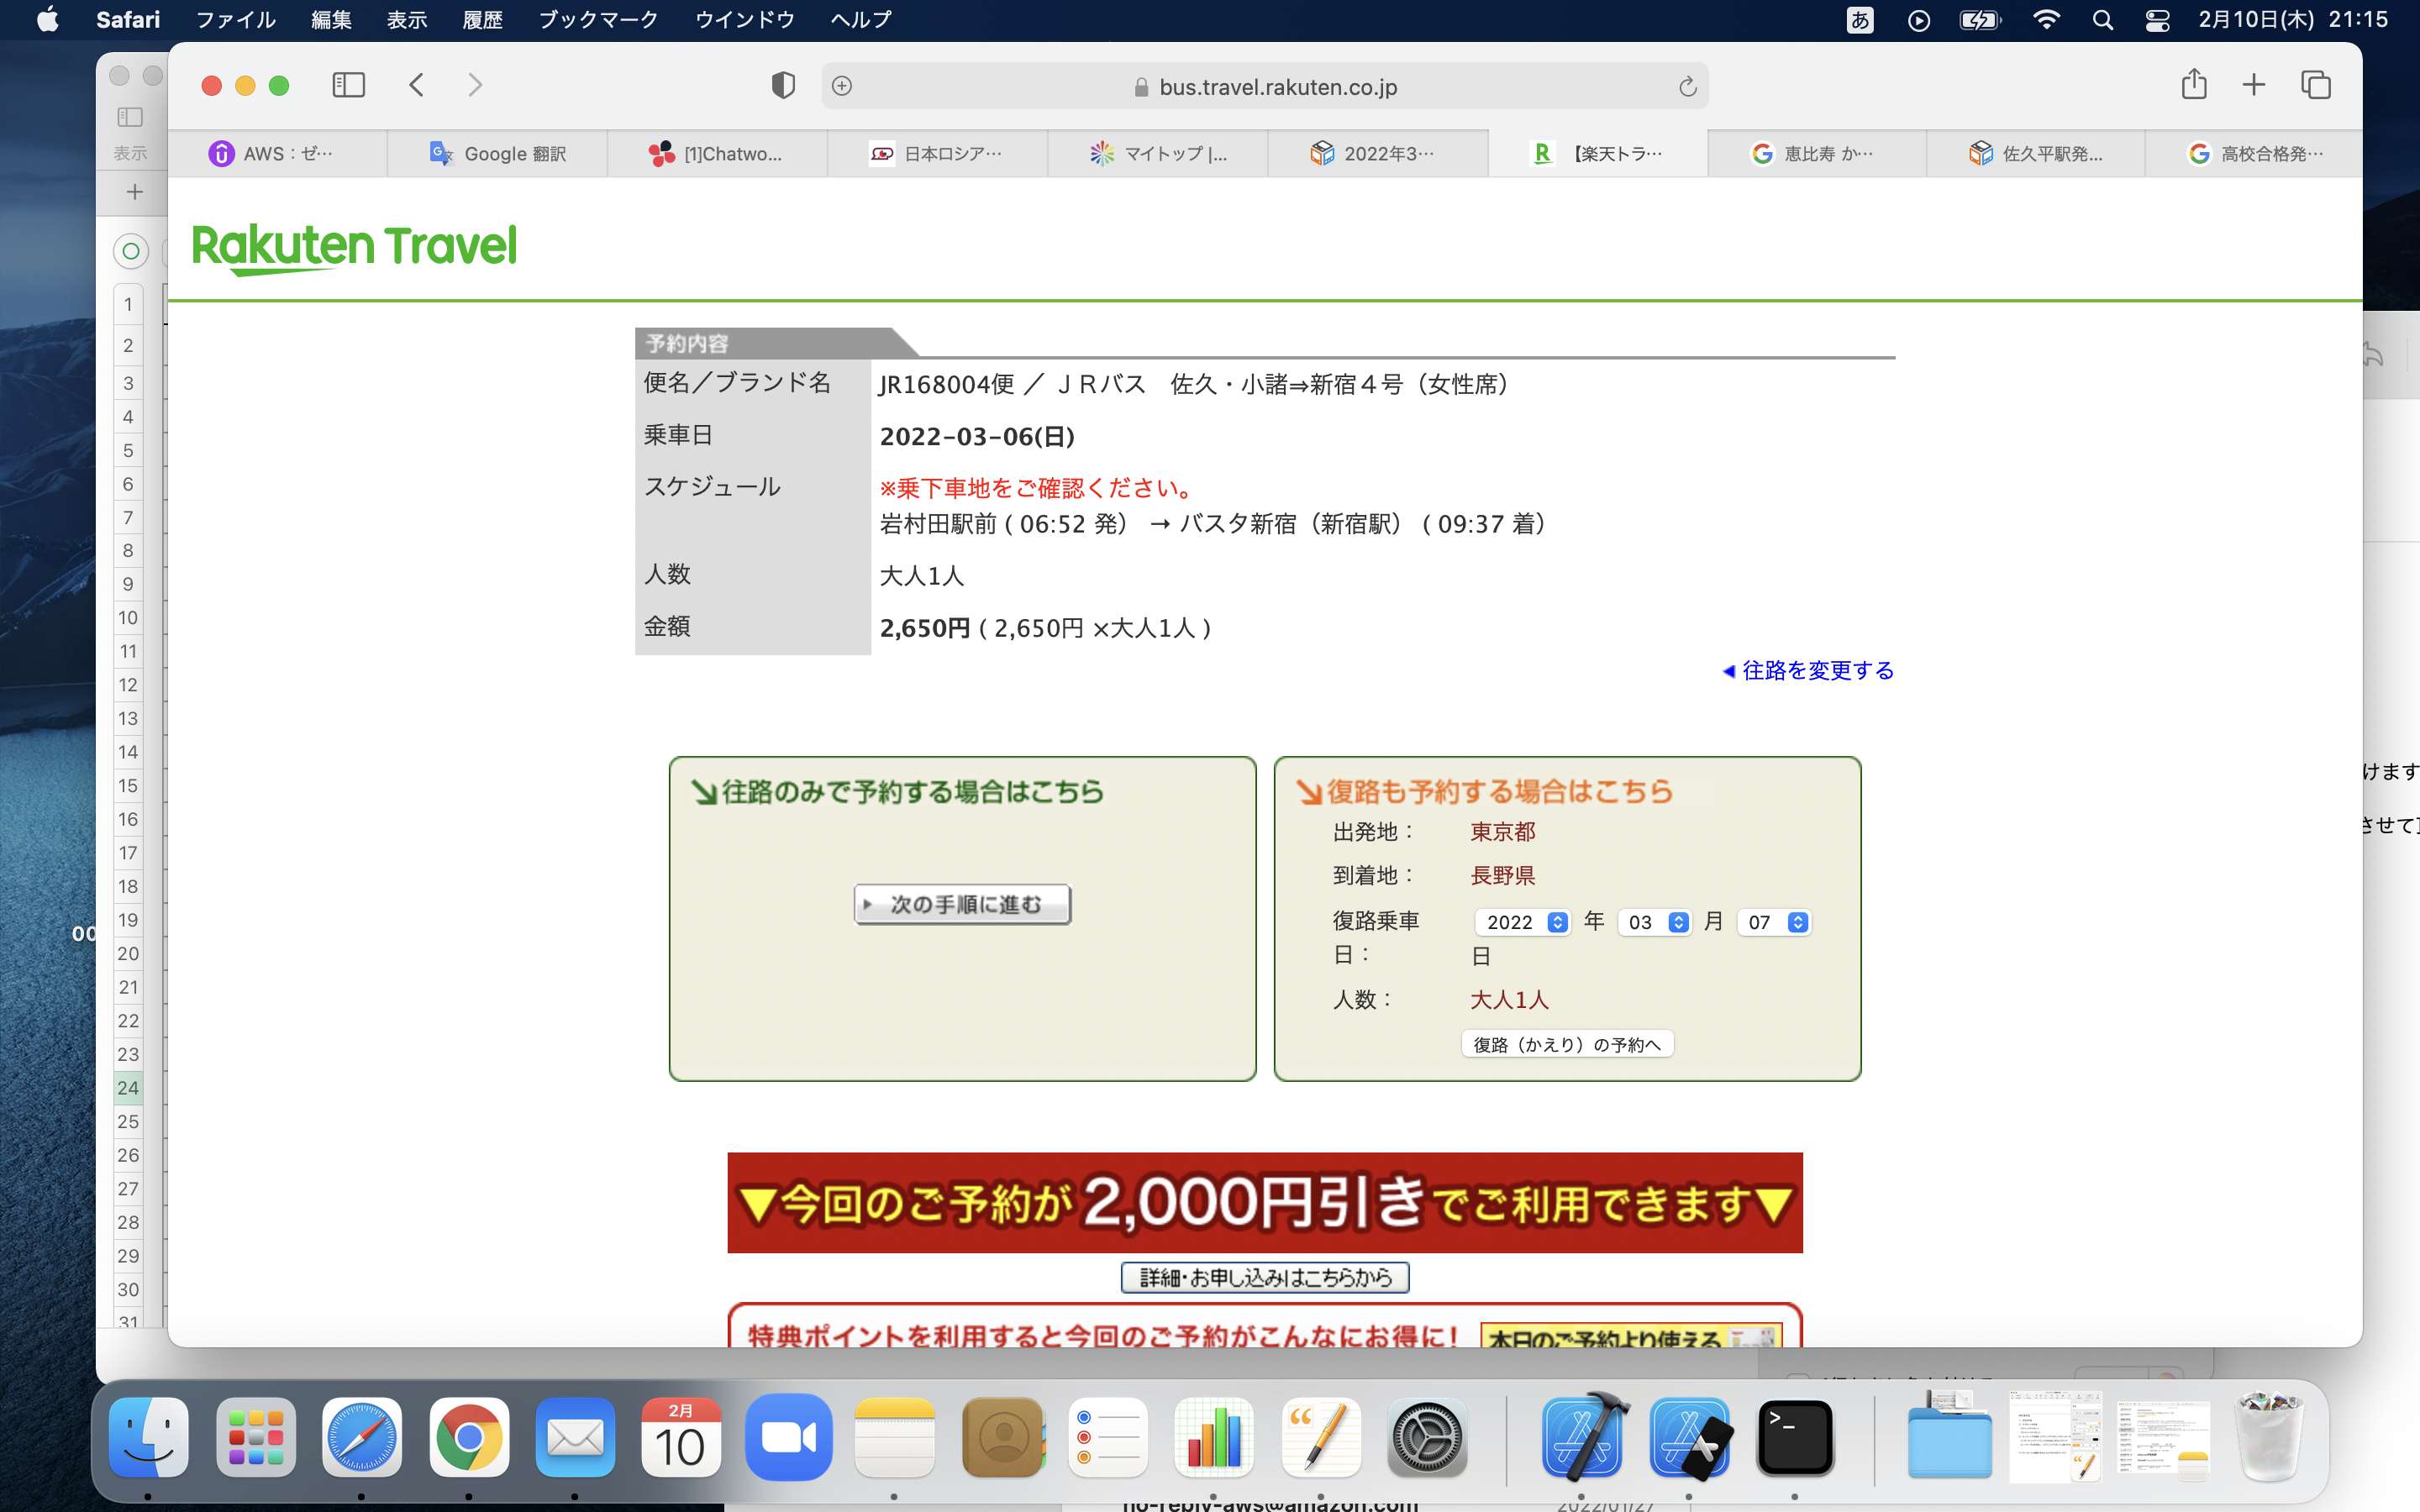 Safari ファイル 編集 表示 履歴 ブックマーク ウインドウ ヘルプ
あ 2月10日(木) 21:15
bus.travel.rakuten.co.jp
表示
AWS：ゼ… Google 翻訳 [1]Chatwo... 日本ロシア… マイトップ |... 2022年3… 【楽天トラ… 恵比寿 か… 佐久平駅発... 高校合格発…
Rakuten Travel
予約内容
便名／ブランド名 JR168004便 ／ ＪＲバス　佐久・小諸⇒新宿４号（女性席）
乗車日 2022-03-06(日)
スケジュール ※乗下車地をご確認ください。
岩村田駅前 ( 06:52 発） → バスタ新宿（新宿駅） ( 09:37 着）
人数 大人1人
金額 2,650円 ( 2,650円 ×大人1人 )
往路を変更する
往路のみで予約する場合はこちら
次の手順に進む
復路も予約する場合はこちら
出発地： 東京都
到着地： 長野県
復路乗車日： 2022 年 03 月 07 日
人数： 大人1人
復路（かえり）の予約へ
▼今回のご予約が2,000円引きでご利用できます▼
詳細・お申し込みはこちらから
特典ポイントを利用すると今回のご予約がこんなにお得に!
本日のご予約より使える
1
2
3
4
5
6
7
8
9
10
11
12
13
14
15
16
17
18
19
20
21
22
23
24
25
26
27
28
29
30
31
00
けます
させて
2月
10
no-reply-aws@amazon.com 2022/01/27